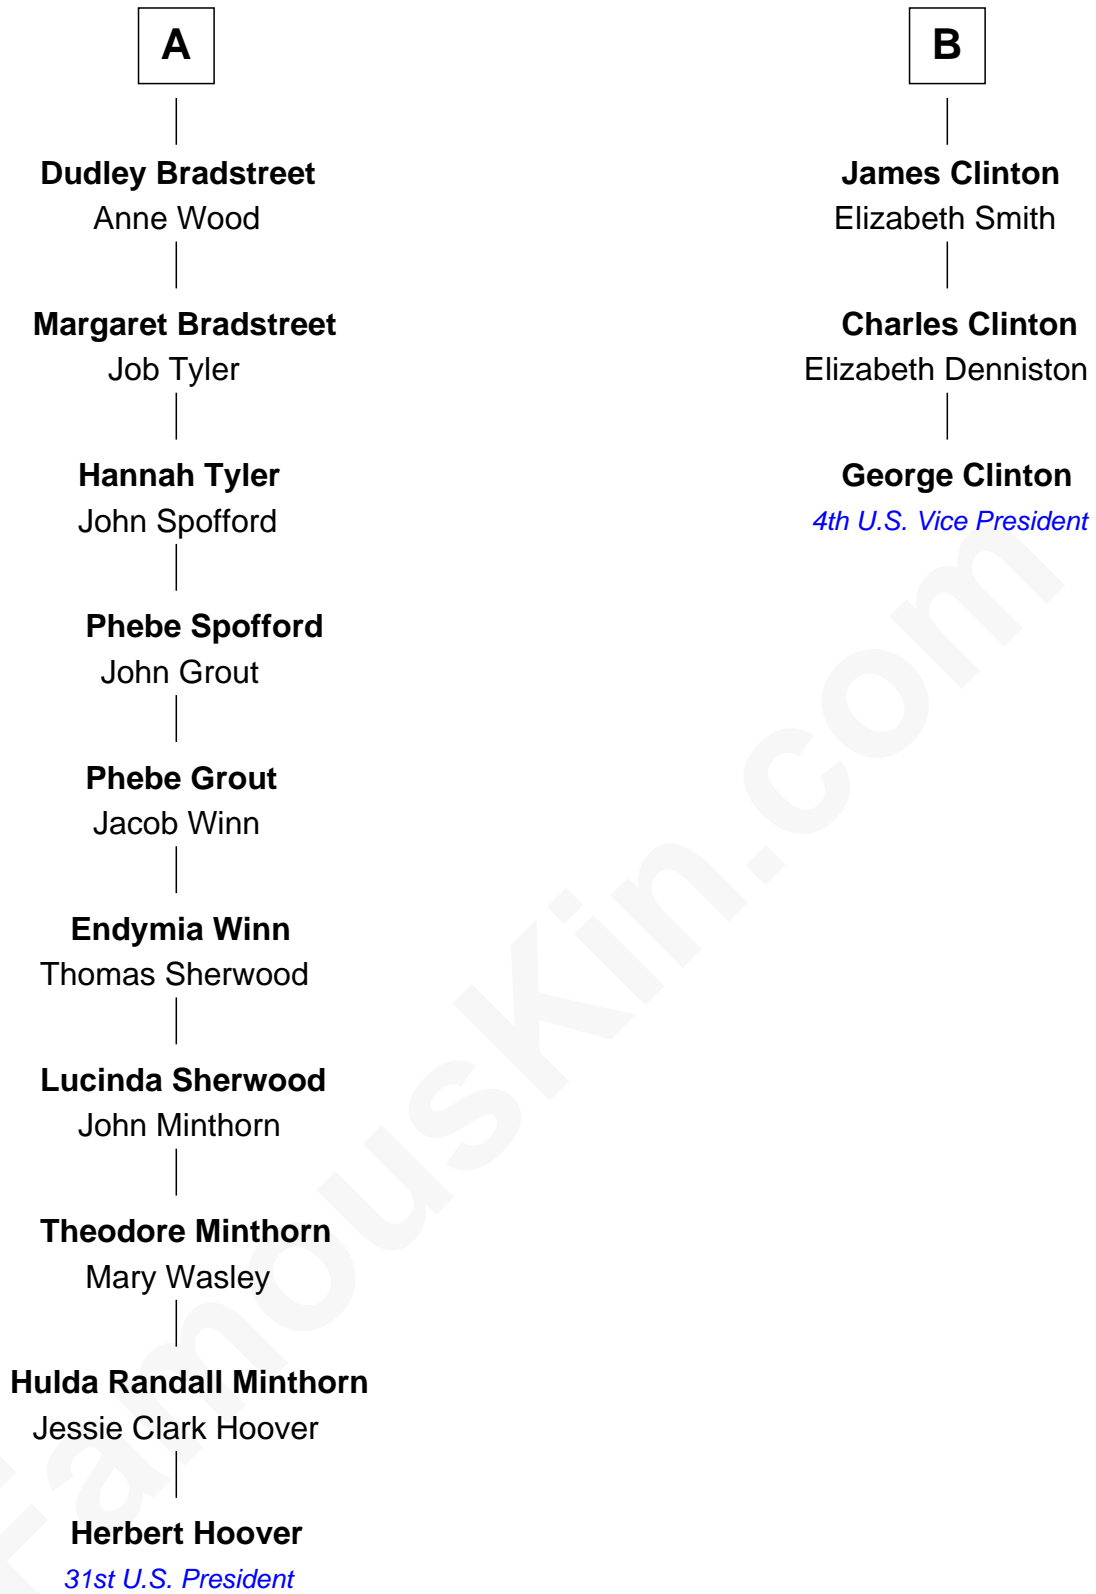 A
Dudley Bradstreet
Anne Wood
Margaret Bradstreet
Job Tyler
Hannah Tyler
John Spofford
Phebe Spofford
John Grout
Phebe Grout
Jacob Winn
Endymia Winn
Thomas Sherwood
Lucinda Sherwood
John Minthorn
Theodore Minthorn
Mary Wasley
Hulda Randall Minthorn
Jessie Clark Hoover
Herbert Hoover
31st U.S. President
B
James Clinton
Elizabeth Smith
Charles Clinton
Elizabeth Denniston
George Clinton
4th U.S. Vice President
FamousKin.com